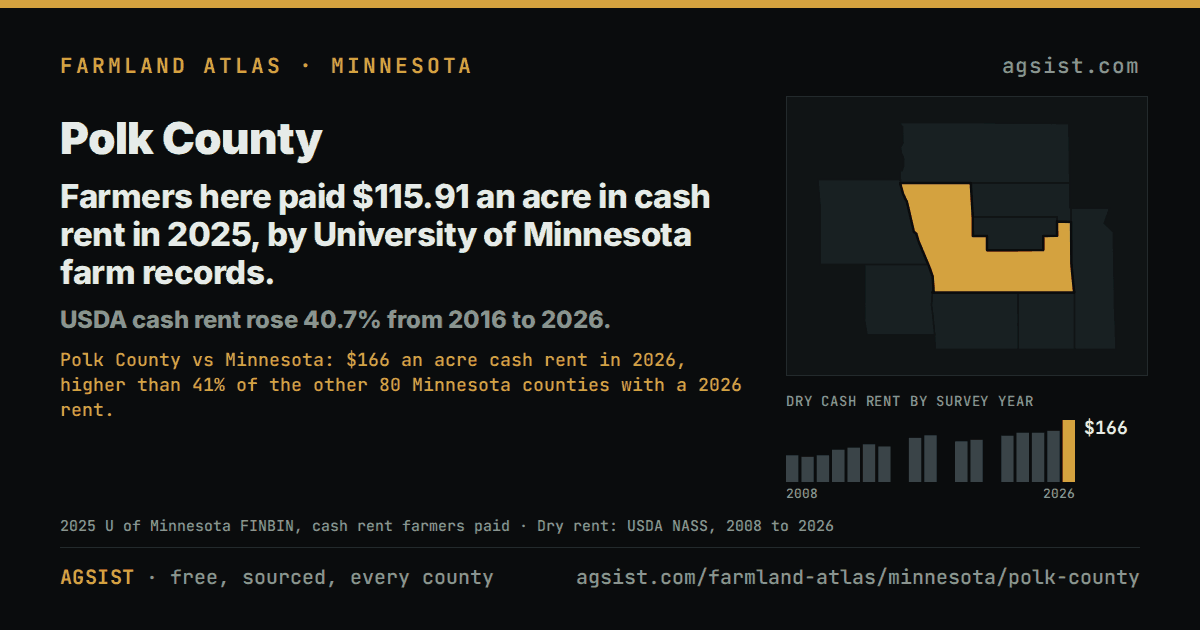 FARMLAND ATLAS · MINNESOTA
agsist.com
Polk County
Farmers here paid $115.91 an acre in cash
rent in 2025, by University of Minnesota
farm records.
USDA cash rent rose 40.7% from 2016 to 2026.
Polk County vs Minnesota: $166 an acre cash rent in 2026,
higher than 41% of the other 80 Minnesota counties with a 2026
rent.
DRY CASH RENT BY SURVEY YEAR
$166
2008
2026
2025 U of Minnesota FINBIN, cash rent farmers paid · Dry rent: USDA NASS, 2008 to 2026
AGSIST · free, sourced, every county
agsist.com/farmland-atlas/minnesota/polk-county